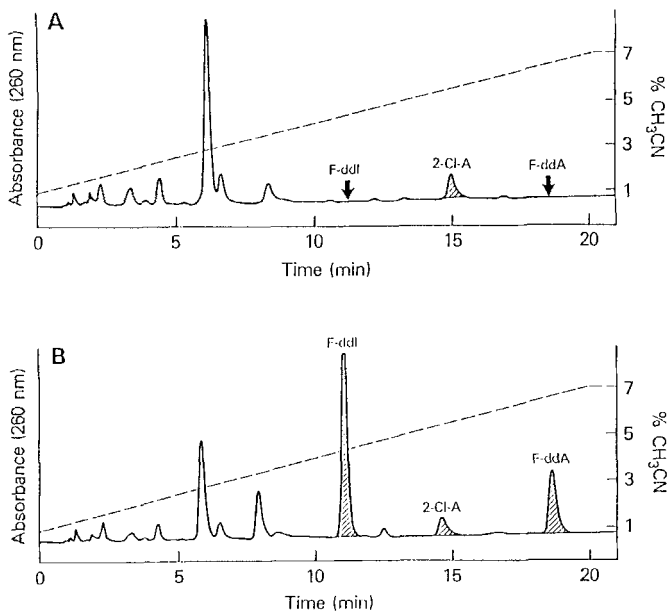 A
Absorbance (260 nm)
7
5
3
1
% CH3CN
F-ddI
2-Cl-A
F-ddA
0
5
10
15
20
Time (min)
B
Absorbance (260 nm)
7
5
3
1
% CH3CN
F-ddI
2-Cl-A
F-ddA
0
5
10
15
20
Time (min)